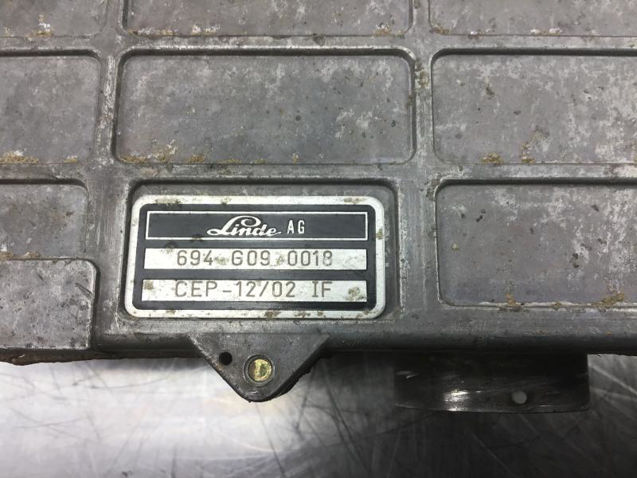 Linde AG
694 G09 0018
CEP-12/02 IF